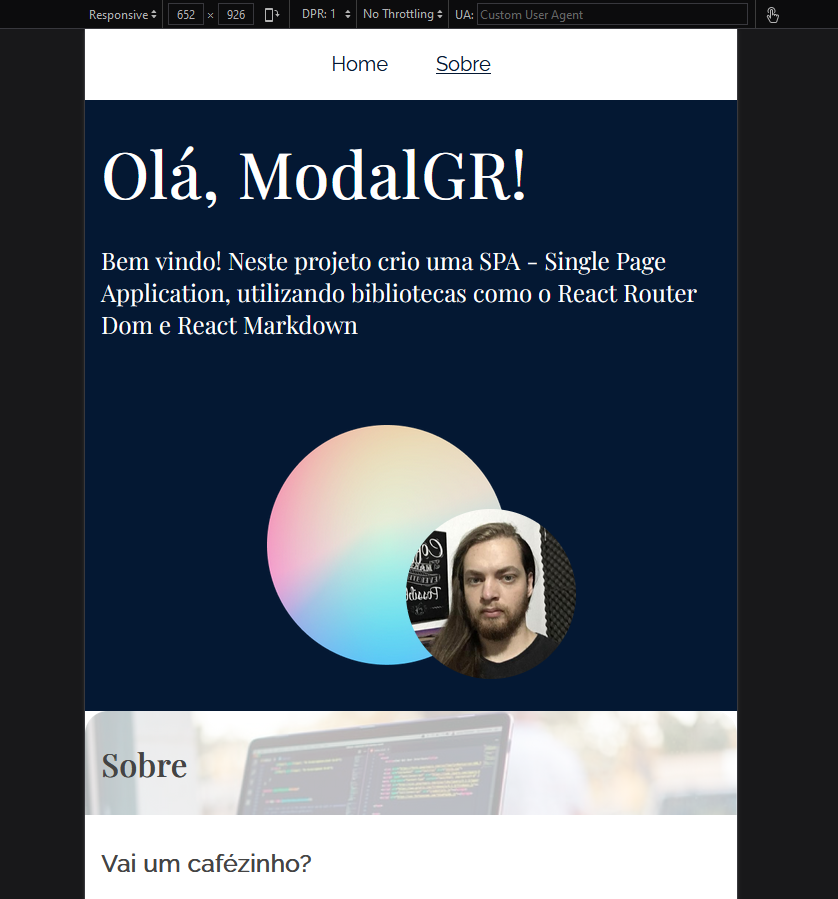 Responsive 652 × 926 DPR: 1 No Throttling UA: Custom User Agent
Home Sobre
Olá, ModalGR!
Bem vindo! Neste projeto crio uma SPA - Single Page
Application, utilizando bibliotecas como o React Router
Dom e React Markdown
Sobre
Vai um cafézinho?